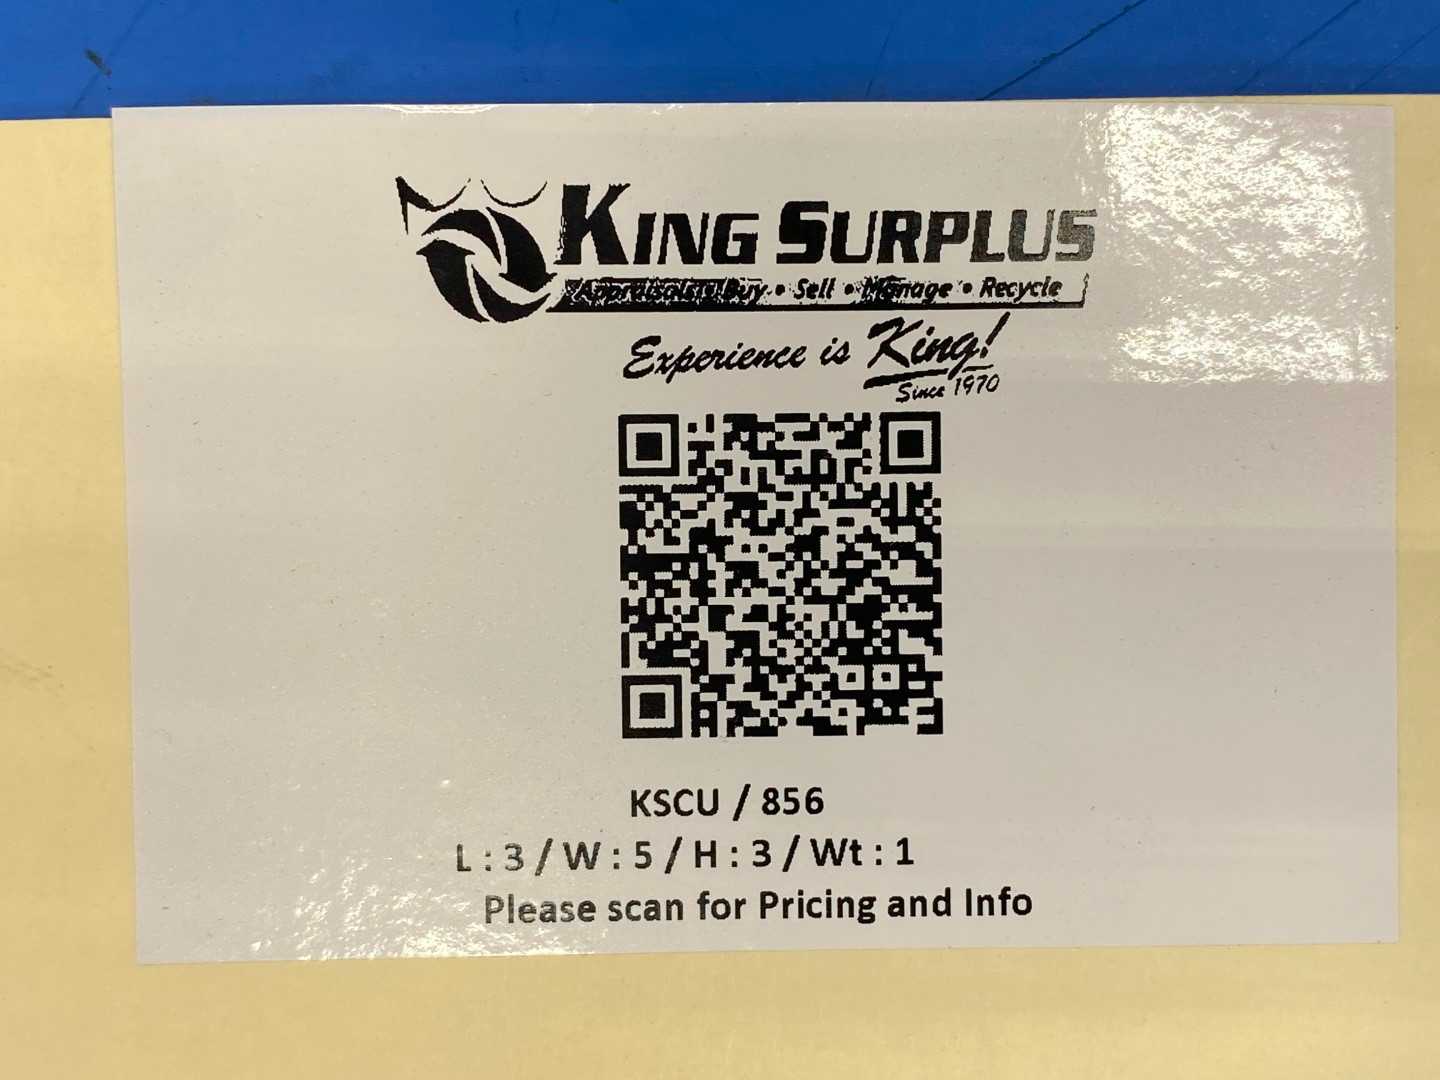 KING SURPLUS
Appraisals • Buy • Sell • Manage • Recycle
Experience is King!
Since 1970
KSCU / 856
L : 3 / W : 5 / H : 3 / Wt : 1
Please scan for Pricing and Info